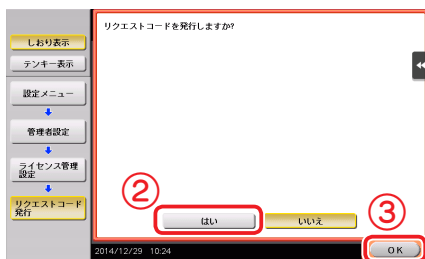 リクエストコードを発行しますか?
しおり表示
テンキー表示
設定メニュー
管理者設定
ライセンス管理
設定
リクエストコード
発行
②
はい
いいえ
③
2014/12/29 10:24
OK